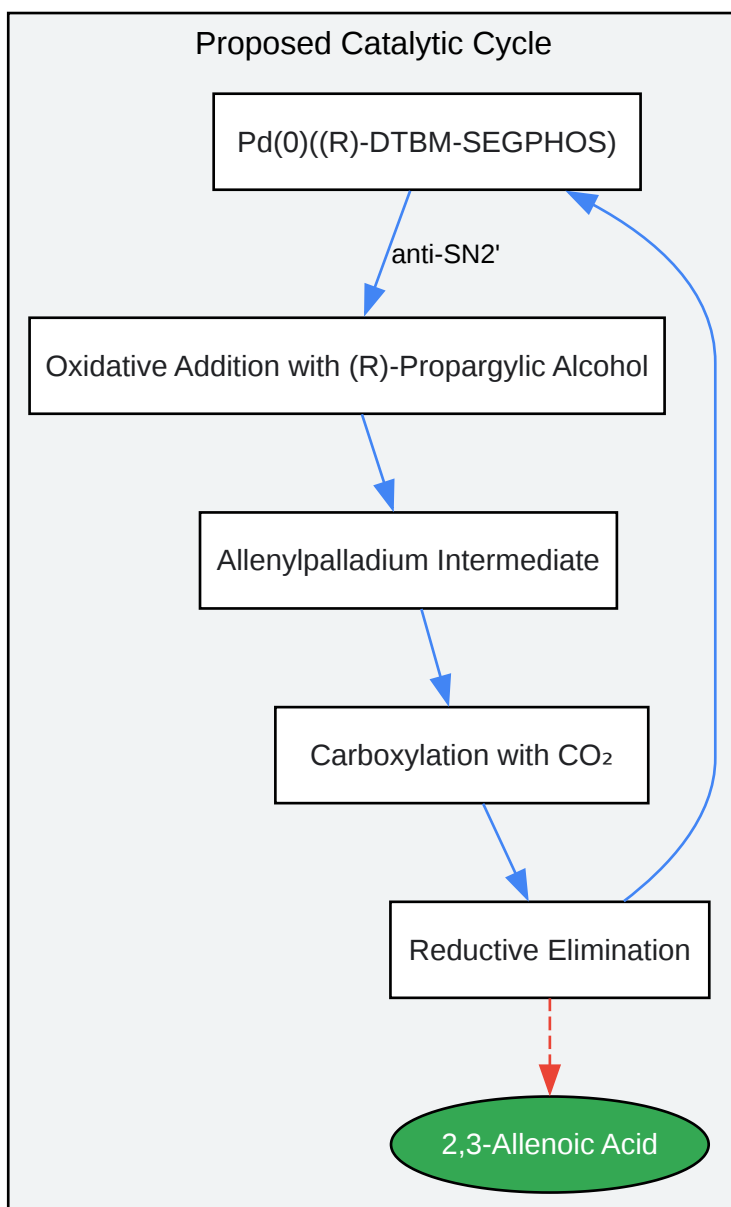 Proposed Catalytic Cycle
Pd(0)((R)-DTBM-SEGPHOS)
anti-SN2'
Oxidative Addition with (R)-Propargylic Alcohol
Allenylpalladium Intermediate
Carboxylation with CO₂
Reductive Elimination
2,3-Allenoic Acid